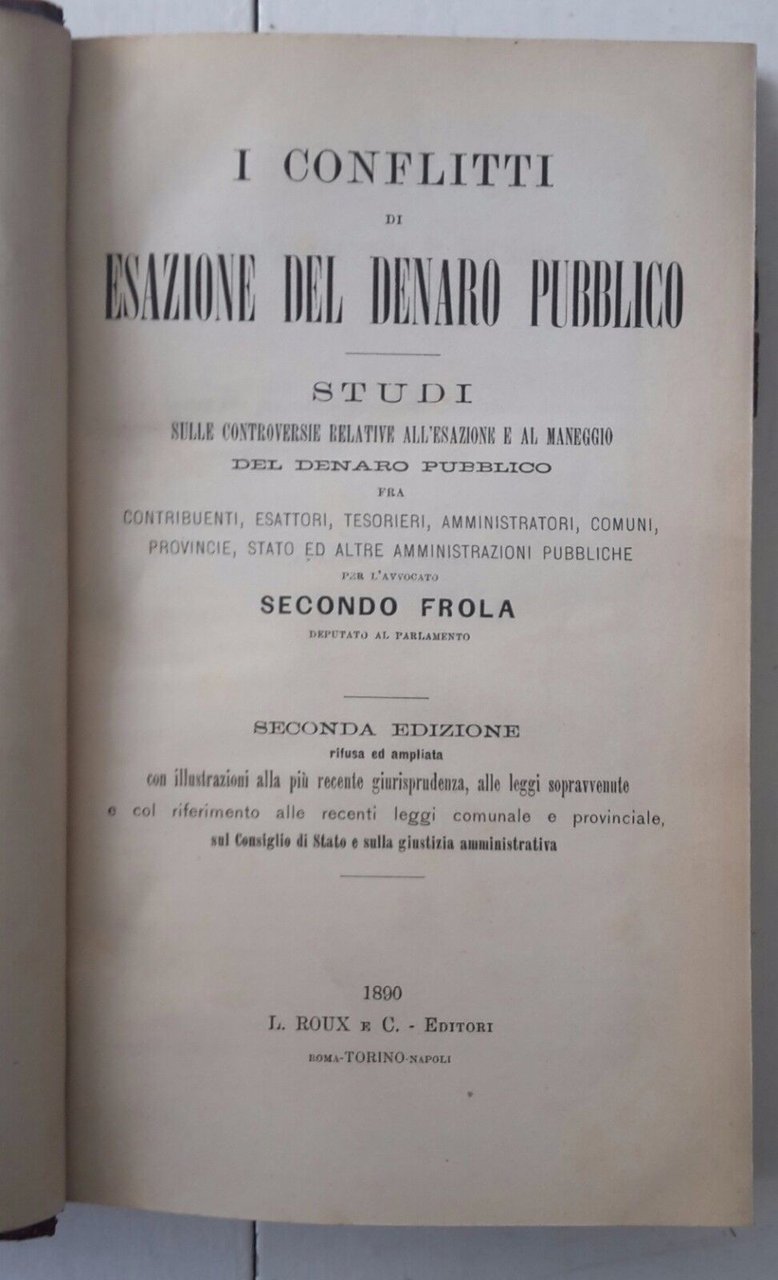 I CONFLITTI
DI
ESAZIONE DEL DENARO PUBBLICO
STUDI
SULLE CONTROVERSIE RELATIVE ALL'ESAZIONE E AL MANEGGIO
DEL DENARO PUBBLICO
FRA
CONTRIBUENTI, ESATTORI, TESORIERI, AMMINISTRATORI, COMUNI,
PROVINCIE, STATO ED ALTRE AMMINISTRAZIONI PUBBLICHE
PER L'AVVOCATO
SECONDO FROLA
DEPUTATO AL PARLAMENTO
SECONDA EDIZIONE
rifusa ed ampliata
con illustrazioni alla più recente giurisprudenza, alle leggi sopravvenute
e col riferimento alle recenti leggi comunale e provinciale,
sul Consiglio di Stato e sulla giustizia amministrativa
1890
L. ROUX E C. - EDITORI
ROMA-TORINO-NAPOLI